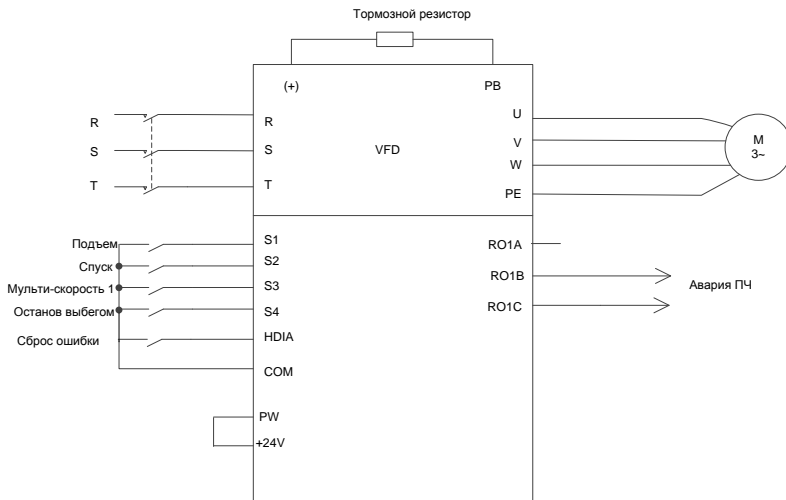 Тормозной резистор
(+)
PB
R
S
T
R
S
T
VFD
U
V
W
PE
M
3~
Подъем
Спуск
Мульти-скорость 1
Останов выбегом
Сброс ошибки
S1
S2
S3
S4
HDIA
COM
PW
+24V
RO1A
RO1B
RO1C
Авария ПЧ